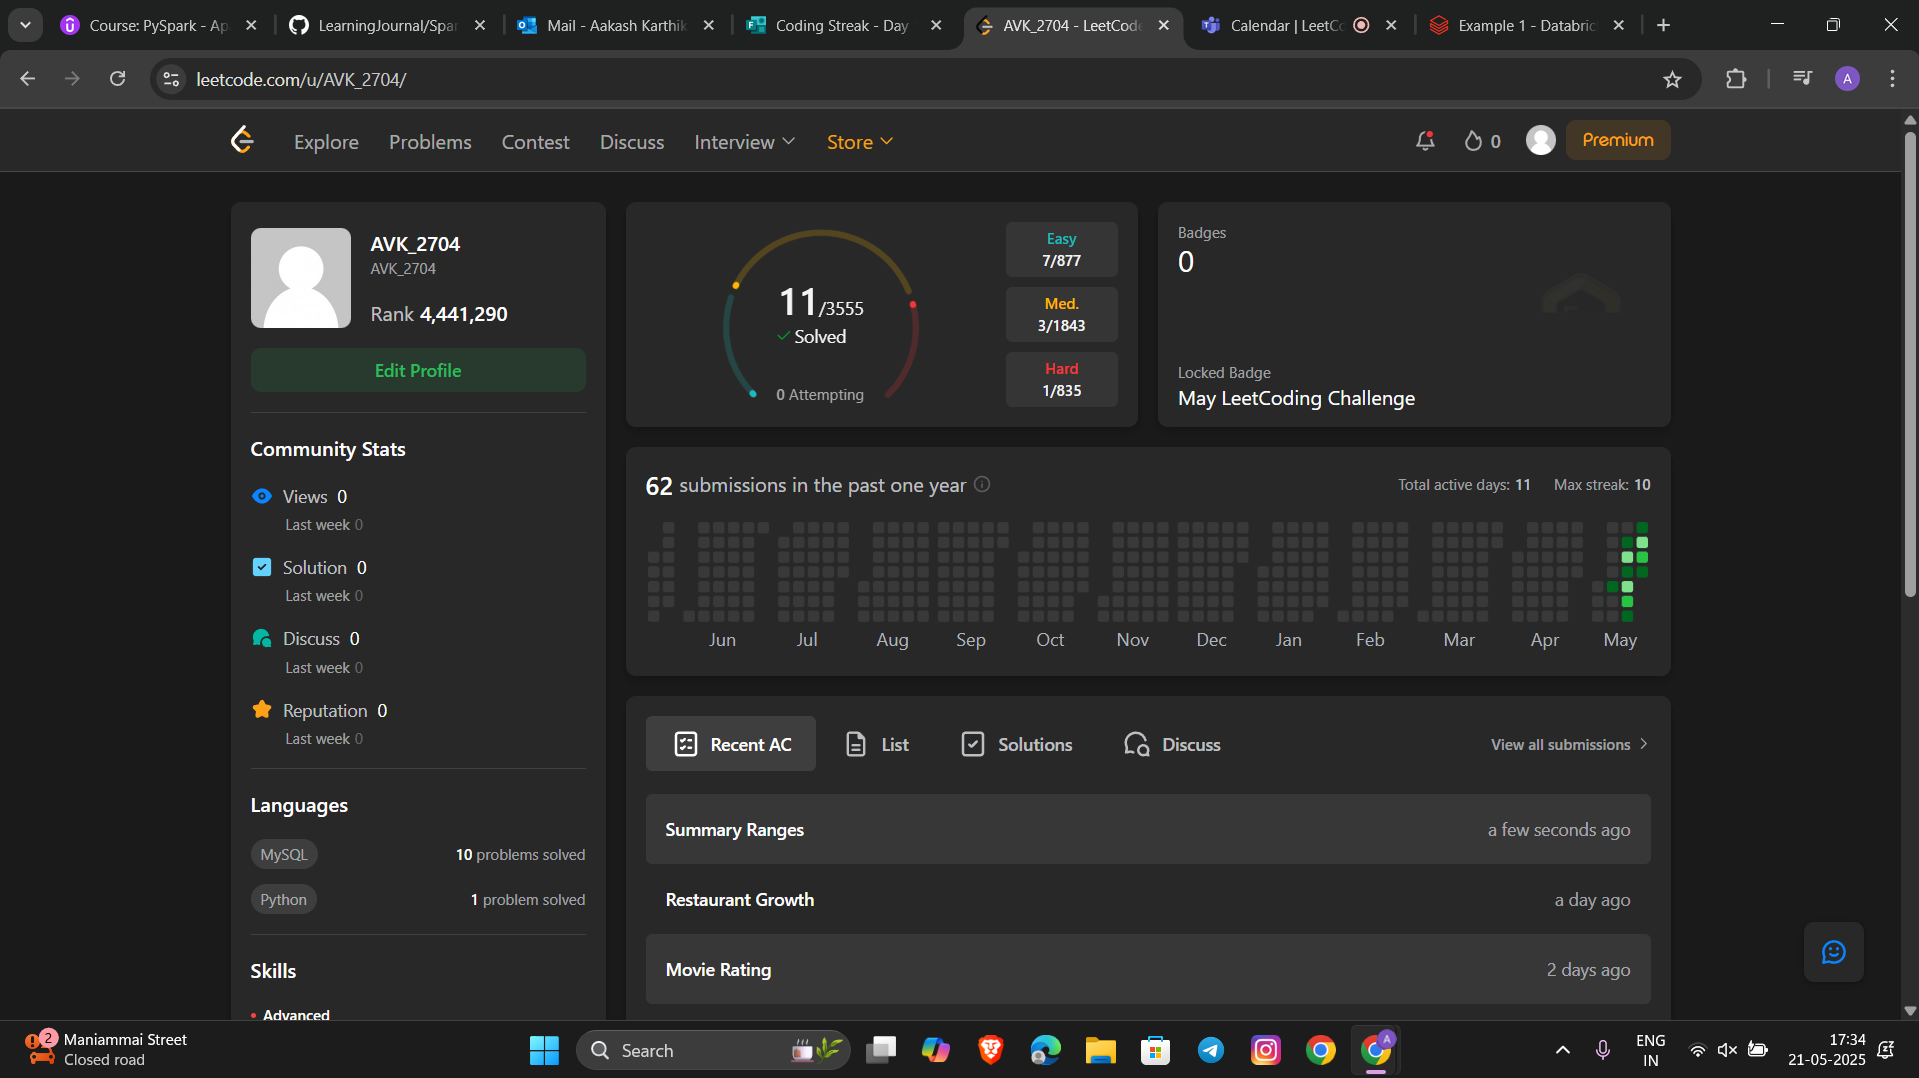 Course: PySpark - Ap
LearningJournal/Spar
Mail - Aakash Karthik
Coding Streak - Day
AVK_2704 - LeetCode
Calendar | LeetCo
Example 1 - Databric
leetcode.com/u/AVK_2704/
A
Explore
Problems
Contest
Discuss
Interview
Store
0
Premium
AVK_2704
AVK_2704
Rank 4,441,290
Edit Profile
Community Stats
Views 0
Last week 0
Solution 0
Last week 0
Discuss 0
Last week 0
Reputation 0
Last week 0
Languages
MySQL
10 problems solved
Python
1 problem solved
Skills
Advanced
11/3555
Solved
0 Attempting
Easy
7/877
Med.
3/1843
Hard
1/835
Badges
0
Locked Badge
May LeetCoding Challenge
62 submissions in the past one year
Total active days: 11
Max streak: 10
Jun
Jul
Aug
Sep
Oct
Nov
Dec
Jan
Feb
Mar
Apr
May
Recent AC
List
Solutions
Discuss
View all submissions
Summary Ranges
a few seconds ago
Restaurant Growth
a day ago
Movie Rating
2 days ago
2
Maniammai Street
Closed road
Search
A
ENG
IN
17:34
21-05-2025